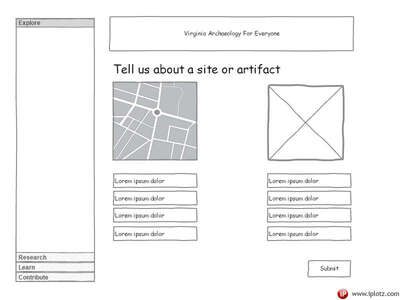 Explore
Virginia Archaeology For Everyone
Tell us about a site or artifact
Lorem ipsum dolor
Lorem ipsum dolor
Lorem ipsum dolor
Lorem ipsum dolor
Lorem ipsum dolor
Lorem ipsum dolor
Lorem ipsum dolor
Lorem ipsum dolor
Research
Learn
Contribute
Submit
iP www.iplotz.com